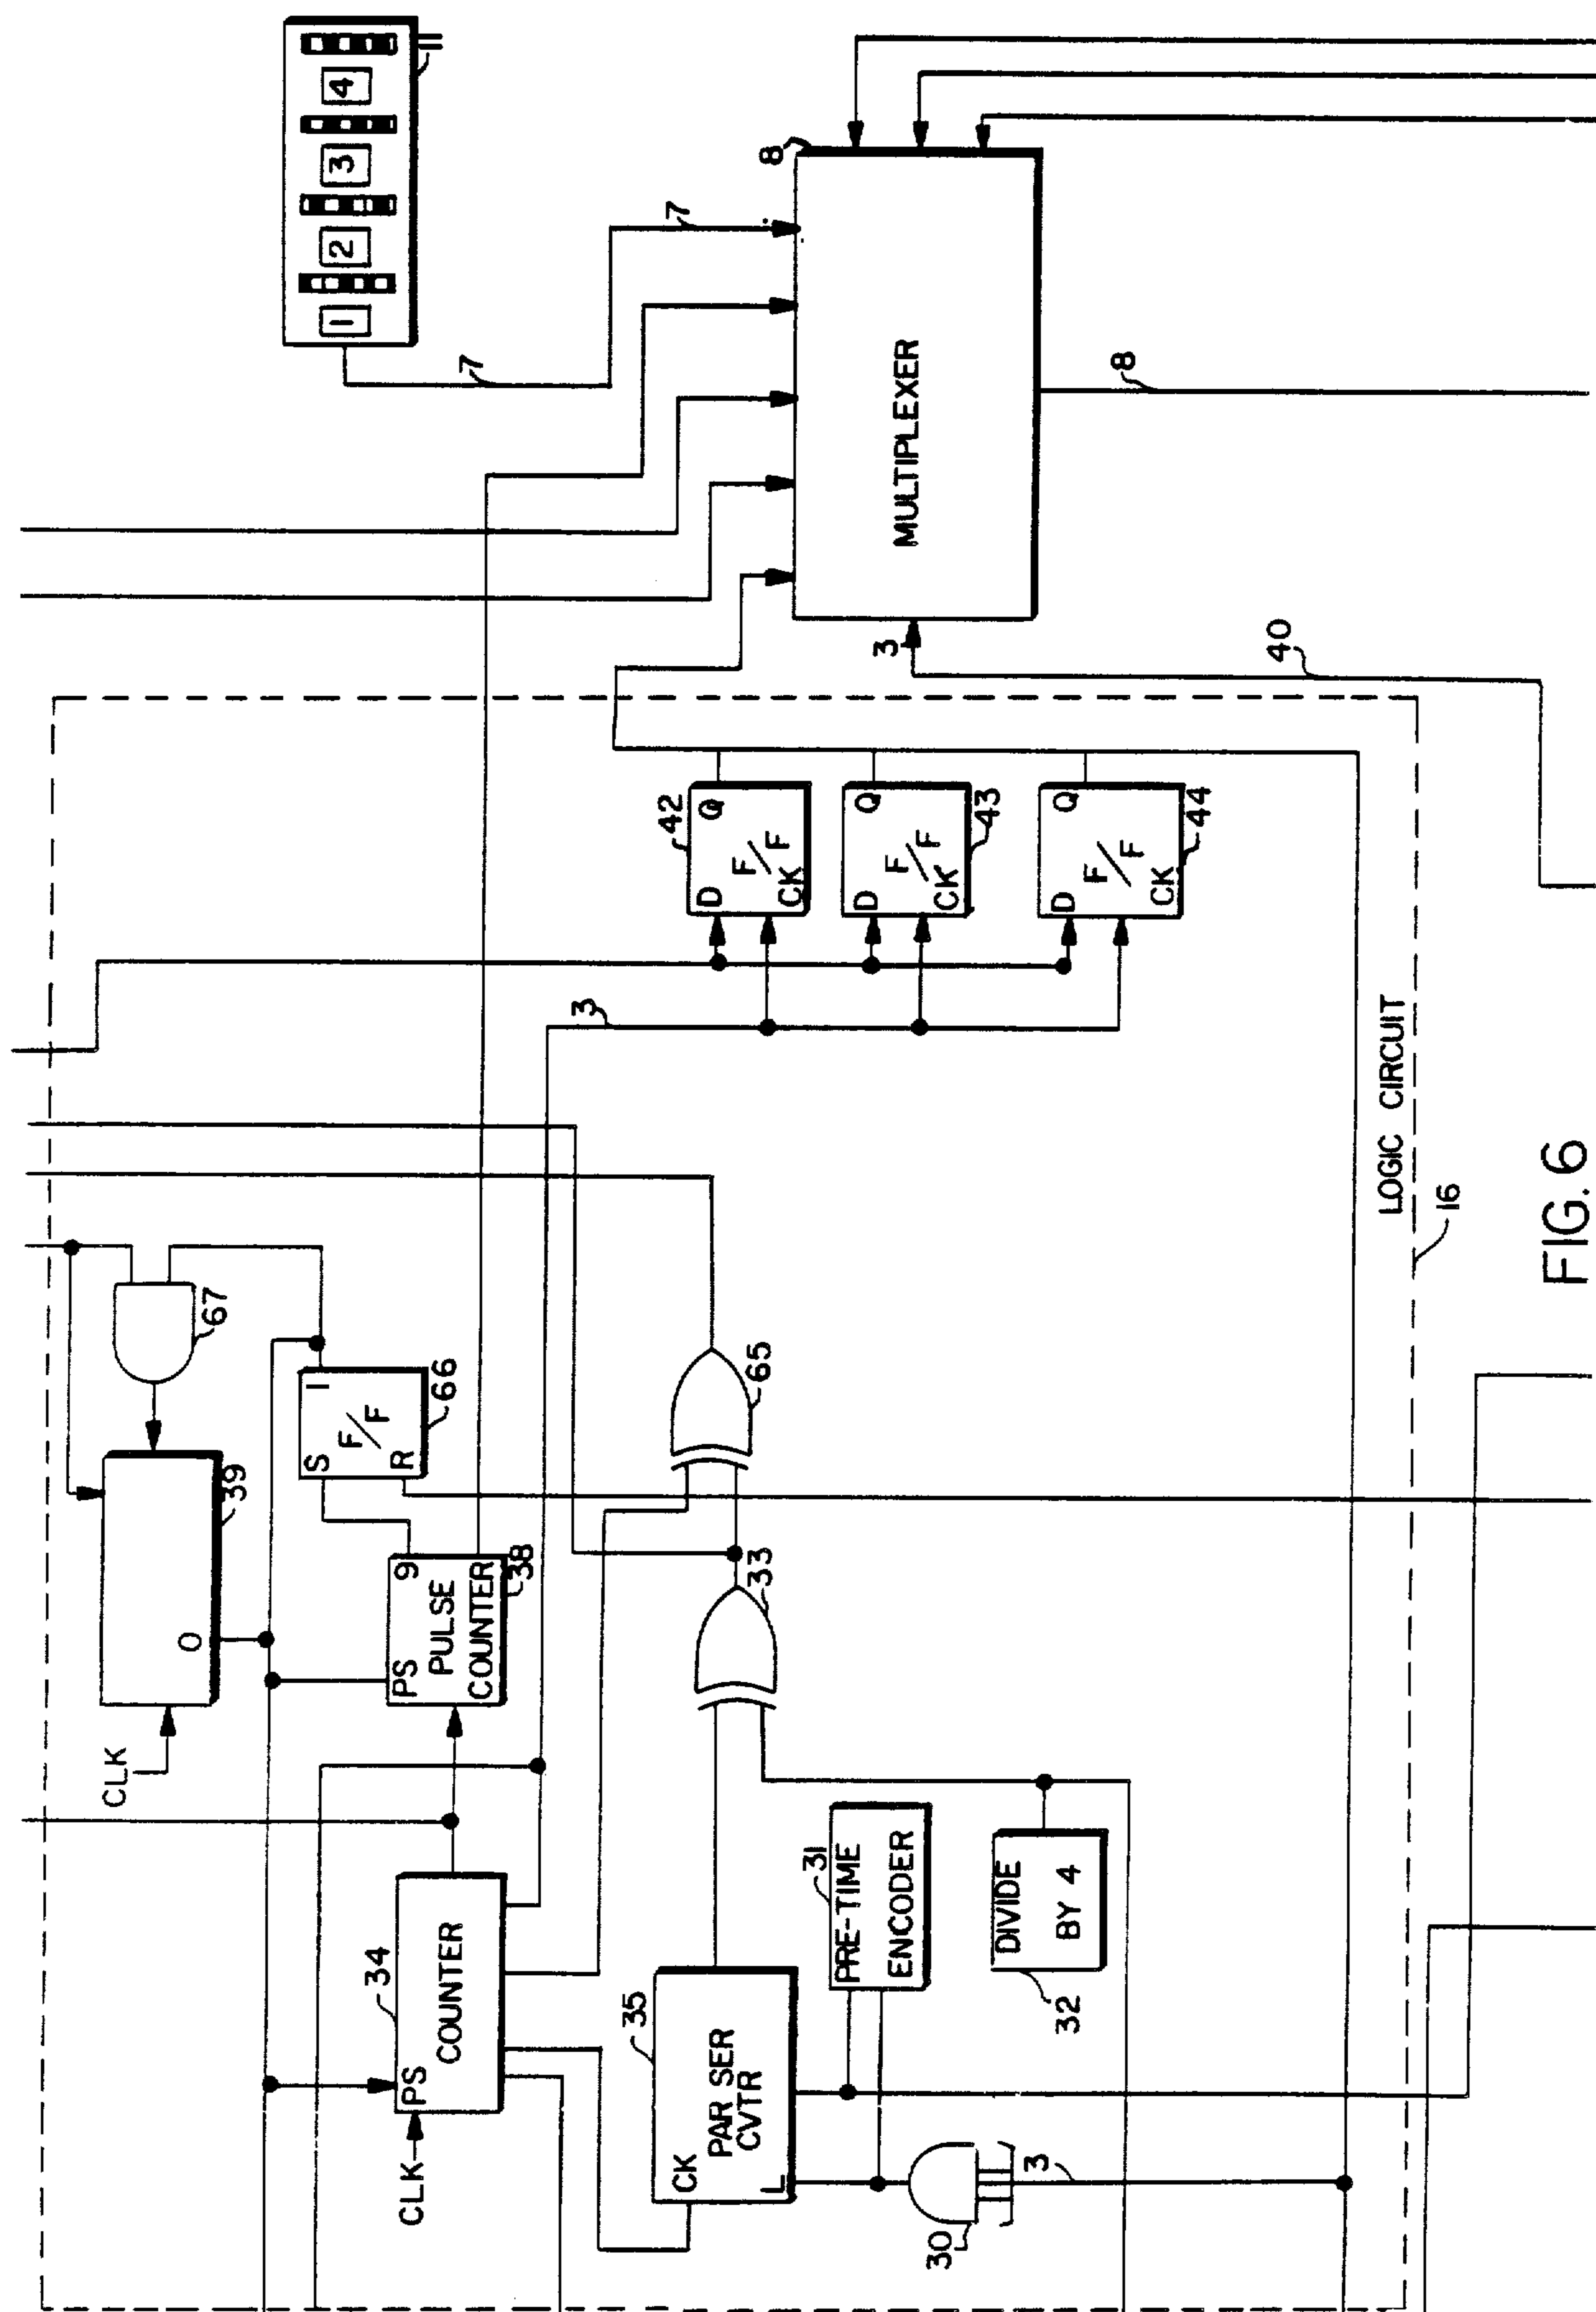 1 2 3 4
7
7
8
MULTIPLEXER
8
3
40
42
D Q
F/F
CK
43
D Q
F/F
CK
44
D Q
F/F
CK
3
LOGIC CIRCUIT
16
67
39
O
CLK
66
S 1
F/F
R
65
PS 9
PULSE
COUNTER
38
33
34
PS
COUNTER
CLK
35
CK
PAR SER
CVTR
L
31
PRE-TIME
ENCODER
DIVIDE
BY 4
32
30
3
FIG. 6